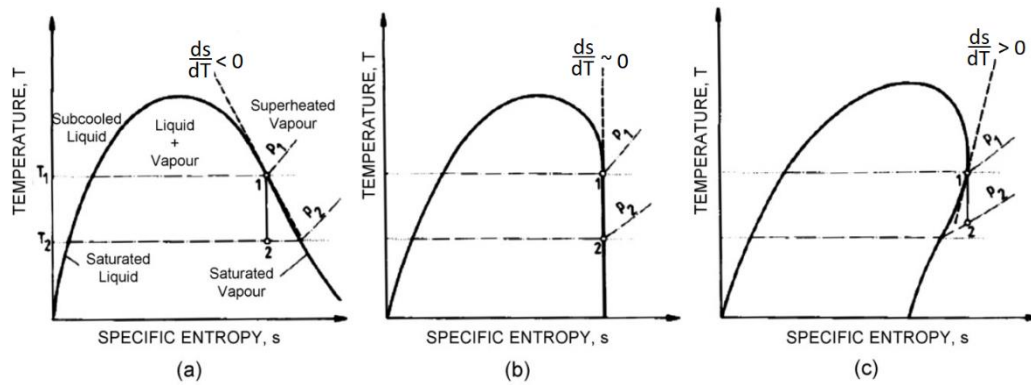 TEMPERATURE, T
ds
dT
< 0
Subcooled
Liquid
Liquid
+
Vapour
Superheated
Vapour
P1
T1
1
P2
T2
2
Saturated
Liquid
Saturated
Vapour
SPECIFIC ENTROPY, s
(a)
TEMPERATURE, T
ds
dT
~ 0
P1
1
P2
2
SPECIFIC ENTROPY, s
(b)
TEMPERATURE, T
ds
dT
> 0
P1
1
P2
2
SPECIFIC ENTROPY, s
(c)